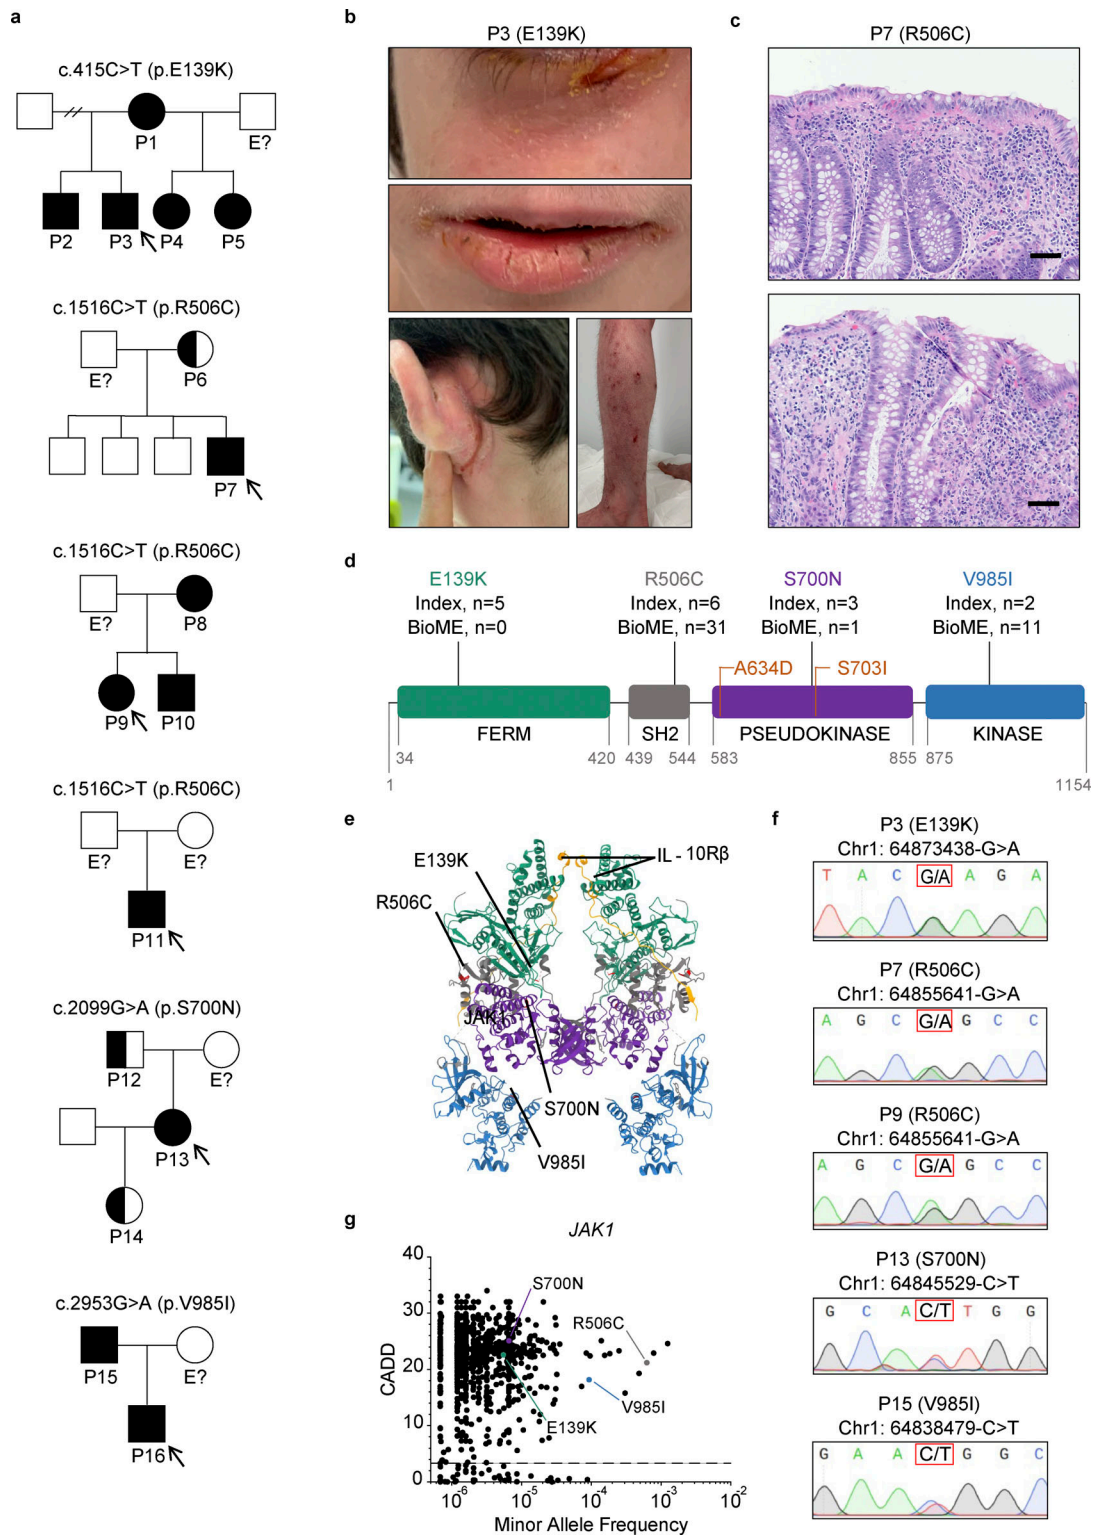 a
c.415C>T (p.E139K)
P1
E?
P2
P3
P4
P5
c.1516C>T (p.R506C)
E?
P6
P7
c.1516C>T (p.R506C)
E?
P8
P9
P10
c.1516C>T (p.R506C)
E?
E?
P11
c.2099G>A (p.S700N)
P12
E?
P13
P14
c.2953G>A (p.V985I)
P15
E?
P16
b
P3 (E139K)
c
P7 (R506C)
d
E139K
Index, n=5
BioME, n=0
R506C
Index, n=6
BioME, n=31
S700N
Index, n=3
BioME, n=1
V985I
Index, n=2
BioME, n=11
A634D
S703I
FERM
SH2
PSEUDOKINASE
KINASE
34
420
439
544
583
855
875
1
1154
e
E139K
R506C
IL - 10Rβ
JAK1
S700N
V985I
f
P3 (E139K)
Chr1: 64873438-G>A
T A C G/A A G A
P7 (R506C)
Chr1: 64855641-G>A
A G C G/A G C C
P9 (R506C)
Chr1: 64855641-G>A
A G C G/A G C C
P13 (S700N)
Chr1: 64845529-C>T
G C A C/T T G G
P15 (V985I)
Chr1: 64838479-C>T
G A A C/T G G C
g
JAK1
CADD
40
30
20
10
0
S700N
R506C
V985I
E139K
10-6
10-5
10-4
10-3
10-2
Minor Allele Frequency